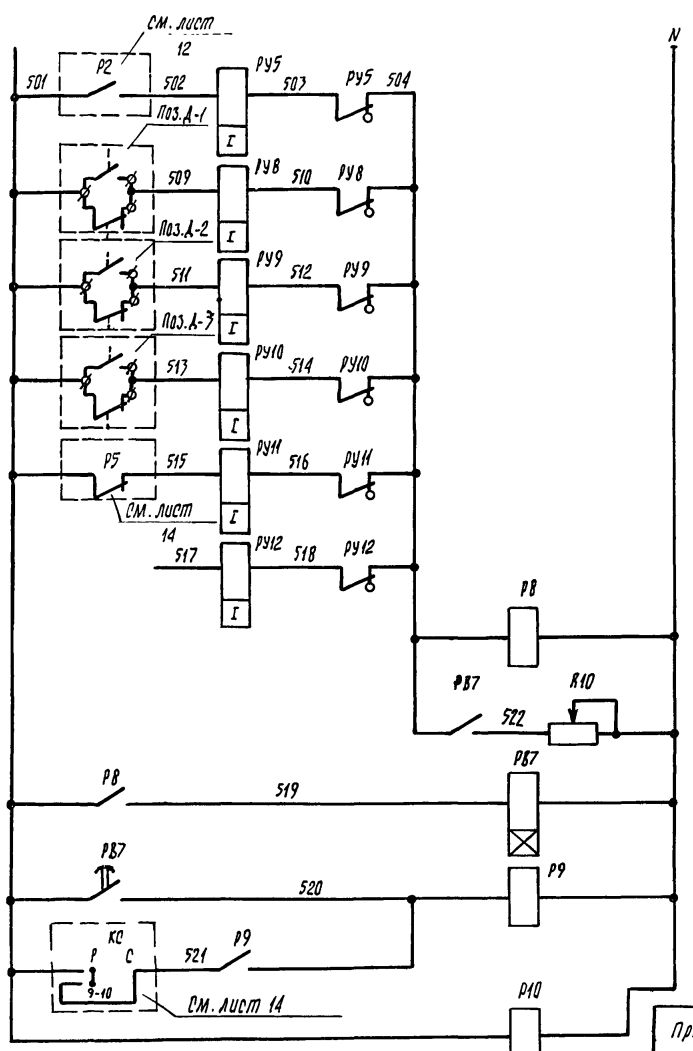 См. лист
12
N
501
Р2
502
РУ5
503
РУ5
504
I
Поз. Д-1
509
РУ8
510
РУ8
I
Поз. Д-2
511
РУ9
512
РУ9
I
Поз. Д-3
513
РУ10
514
РУ10
I
Р5
515
РУ11
516
РУ11
I
См. лист
14
517
РУ12
518
РУ12
I
Р8
РВ7
522
R10
Р8
519
РВ7
РВ7
520
Р9
КС
Р
С
9-10
521
Р9
См. лист 14
Р10
Пр